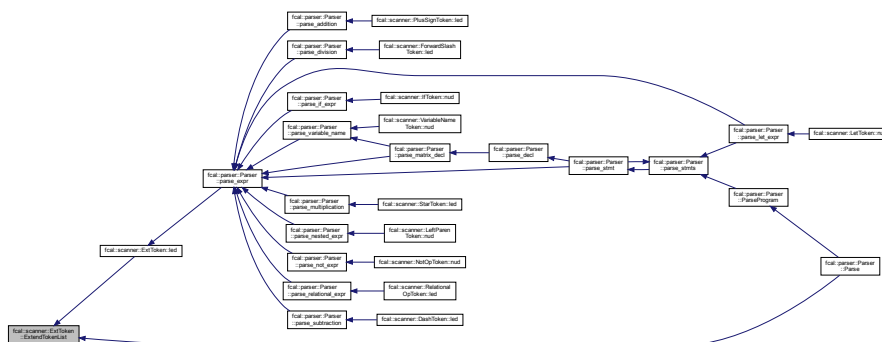 fcal::parser::Parser
::parse_addition
fcal::scanner::PlusSignToken::led
fcal::parser::Parser
::parse_division
fcal::scanner::ForwardSlash
Token::led
fcal::parser::Parser
::parse_if_expr
fcal::scanner::IfToken::nud
fcal::parser::Parser
::parse_variable_name
fcal::scanner::VariableName
Token::nud
fcal::parser::Parser
::parse_matrix_decl
fcal::parser::Parser
::parse_decl
fcal::parser::Parser
::parse_stmt
fcal::parser::Parser
::parse_stmts
fcal::parser::Parser
::parse_let_expr
fcal::scanner::LetToken::nud
fcal::parser::Parser
::ParseProgram
fcal::parser::Parser
::Parse
fcal::parser::Parser
::parse_expr
fcal::parser::Parser
::parse_multiplication
fcal::scanner::StarToken::led
fcal::parser::Parser
::parse_nested_expr
fcal::scanner::LeftParen
Token::nud
fcal::parser::Parser
::parse_not_expr
fcal::scanner::NotOpToken::nud
fcal::parser::Parser
::parse_relational_expr
fcal::scanner::Relational
OpToken::led
fcal::parser::Parser
::parse_subtraction
fcal::scanner::DashToken::led
fcal::scanner::ExtToken::led
fcal::scanner::ExtToken
::ExtendTokenList